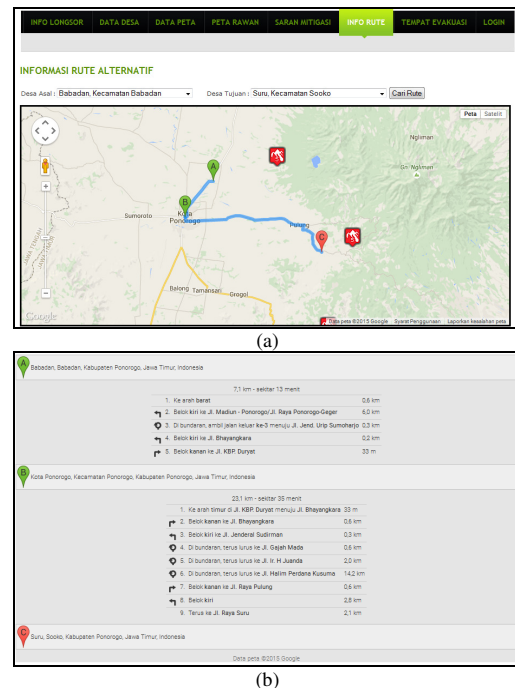 INFO LONGSOR DATA DESA DATA PETA PETA RAWAN SARAN MITIGASI INFO RUTE TEMPAT EVAKUASI LOGIN
INFORMASI RUTE ALTERNATIF
Desa Asal : Babadan, Kecamatan Babadan Desa Tujuan : Suru, Kecamatan Sooko Cari Rute
Peta Satelit
Ngliman
Gn. Ngliman
A
B
Sumoroto
Kota
Ponorogo
Pulung
C
Balong
Tamansari
Grogol
Google
Data peta ©2015 Google Syarat Penggunaan Laporkan kesalahan peta
(a)
A
Babadan, Babadan, Kabupaten Ponorogo, Jawa Timur, Indonesia
7,1 km - sekitar 13 menit
1. Ke arah barat 0,6 km
2. Belok kiri ke Jl. Madiun - Ponorogo/Jl. Raya Ponorogo-Geger 6,0 km
3. Di bundaran, ambil jalan keluar ke-3 menuju Jl. Jend. Urip Sumoharjo 0,3 km
4. Belok kiri ke Jl. Bhayangkara 0,2 km
5. Belok kanan ke Jl. KBP. Duryat 33 m
B
Kota Ponorogo, Kecamatan Ponorogo, Kabupaten Ponorogo, Jawa Timur, Indonesia
23,1 km - sekitar 35 menit
1. Ke arah timur di Jl. KBP. Duryat menuju Jl. Bhayangkara 33 m
2. Belok kanan ke Jl. Bhayangkara 0,6 km
3. Belok kiri ke Jl. Jenderal Sudirman 0,3 km
4. Di bundaran, terus lurus ke Jl. Gajah Mada 0,6 km
5. Di bundaran, terus lurus ke Jl. Ir. H Juanda 2,0 km
6. Di bundaran, terus lurus ke Jl. Halim Perdana Kusuma 14,2 km
7. Belok kanan ke Jl. Raya Pulung 0,6 km
8. Belok kiri 2,8 km
9. Terus ke Jl. Raya Suru 2,1 km
C
Suru, Sooko, Kabupaten Ponorogo, Jawa Timur, Indonesia
Data peta ©2015 Google
(b)